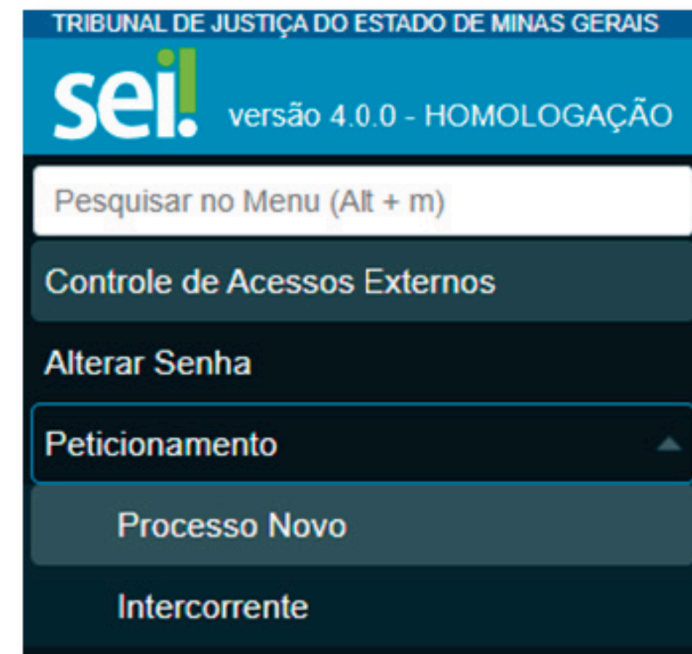 TRIBUNAL DE JUSTIÇA DO ESTADO DE MINAS GERAIS
sei! versão 4.0.0 - HOMOLOGAÇÃO
Pesquisar no Menu (Alt + m)
Controle de Acessos Externos
Alterar Senha
Peticionamento
Processo Novo
Intercorrente